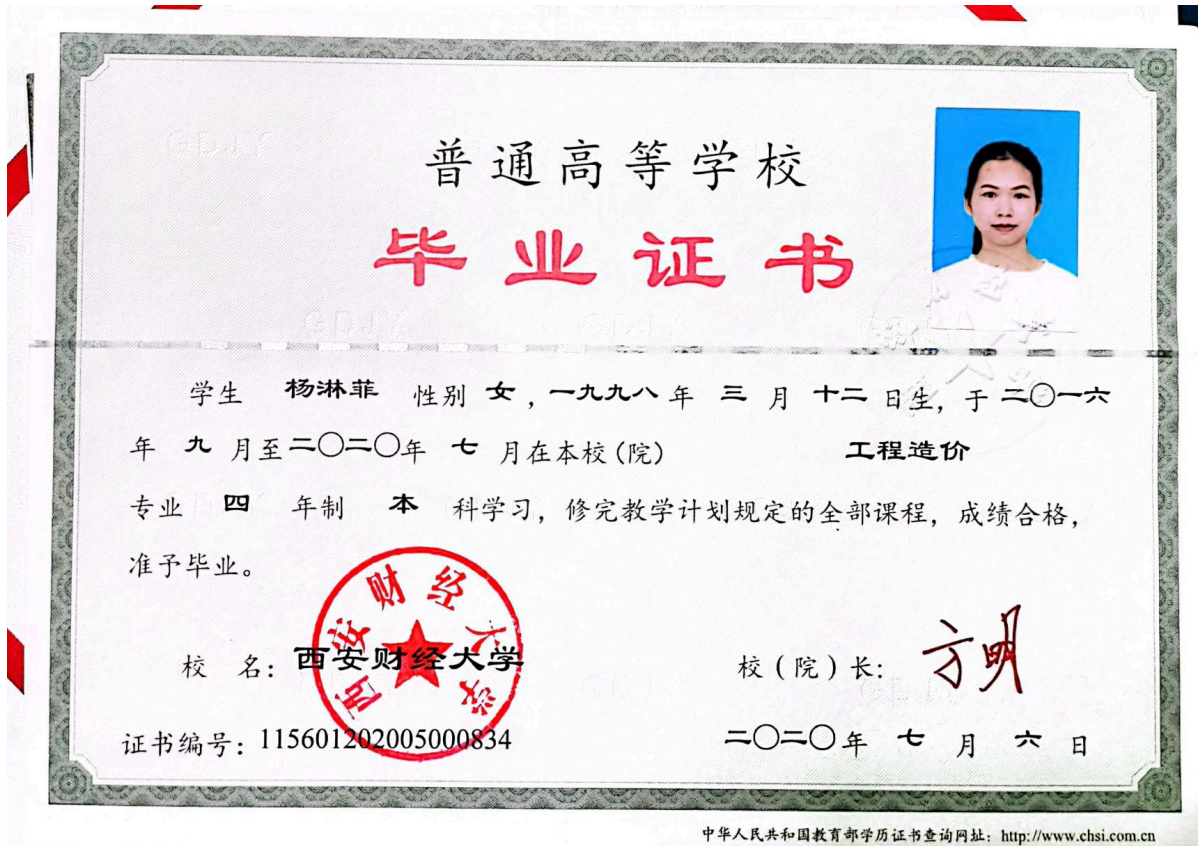 普通高等学校
毕业证书
学生 杨淋菲 性别 女，一九九八年 三 月 十二 日生，于 二〇一六
年 九 月至二〇二〇年 七 月在本校(院) 工程造价
专业 四 年制 本 科学习，修完教学计划规定的全部课程，成绩合格，
准予毕业。
西安财经大学
校 名：西安财经大学
校（院）长：方明
证书编号：115601202005000834
二〇二〇年 七 月 六 日
中华人民共和国教育部学历证书查询网址：http://www.chsi.com.cn